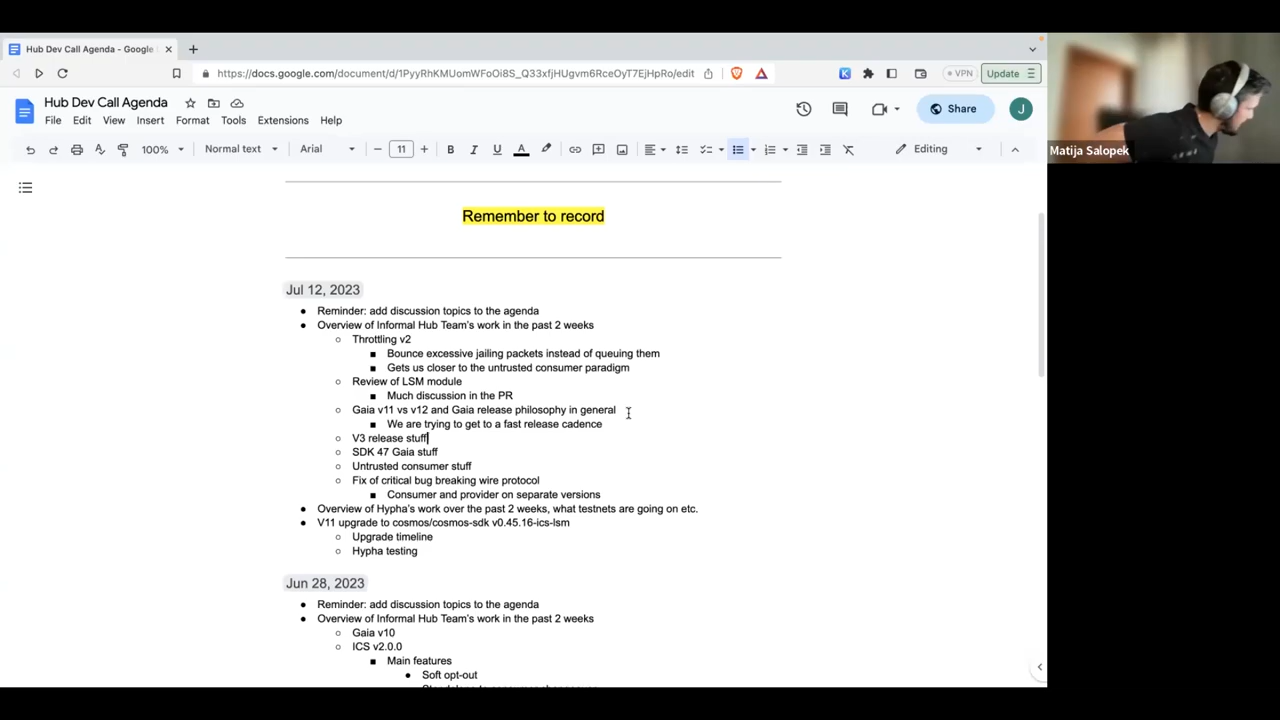 Hub Dev Call Agenda - Google
https://docs.google.com/document/d/1PyyRhKMUomWFoOi8S_Q33xfjHUgvm6RceOyT7EjHpRo/edit
VPN
Update
Hub Dev Call Agenda
File Edit View Insert Format Tools Extensions Help
Share
J
100% Normal text Arial 11 B I U A Editing
Matija Salopek
Remember to record
Jul 12, 2023
Reminder: add discussion topics to the agenda
Overview of Informal Hub Team's work in the past 2 weeks
Throttling v2
Bounce excessive jailing packets instead of queuing them
Gets us closer to the untrusted consumer paradigm
Review of LSM module
Much discussion in the PR
Gaia v11 vs v12 and Gaia release philosophy in general
We are trying to get to a fast release cadence
V3 release stuff
SDK 47 Gaia stuff
Untrusted consumer stuff
Fix of critical bug breaking wire protocol
Consumer and provider on separate versions
Overview of Hypha's work over the past 2 weeks, what testnets are going on etc.
V11 upgrade to cosmos/cosmos-sdk v0.45.16-ics-lsm
Upgrade timeline
Hypha testing
Jun 28, 2023
Reminder: add discussion topics to the agenda
Overview of Informal Hub Team's work in the past 2 weeks
Gaia v10
ICS v2.0.0
Main features
Soft opt-out